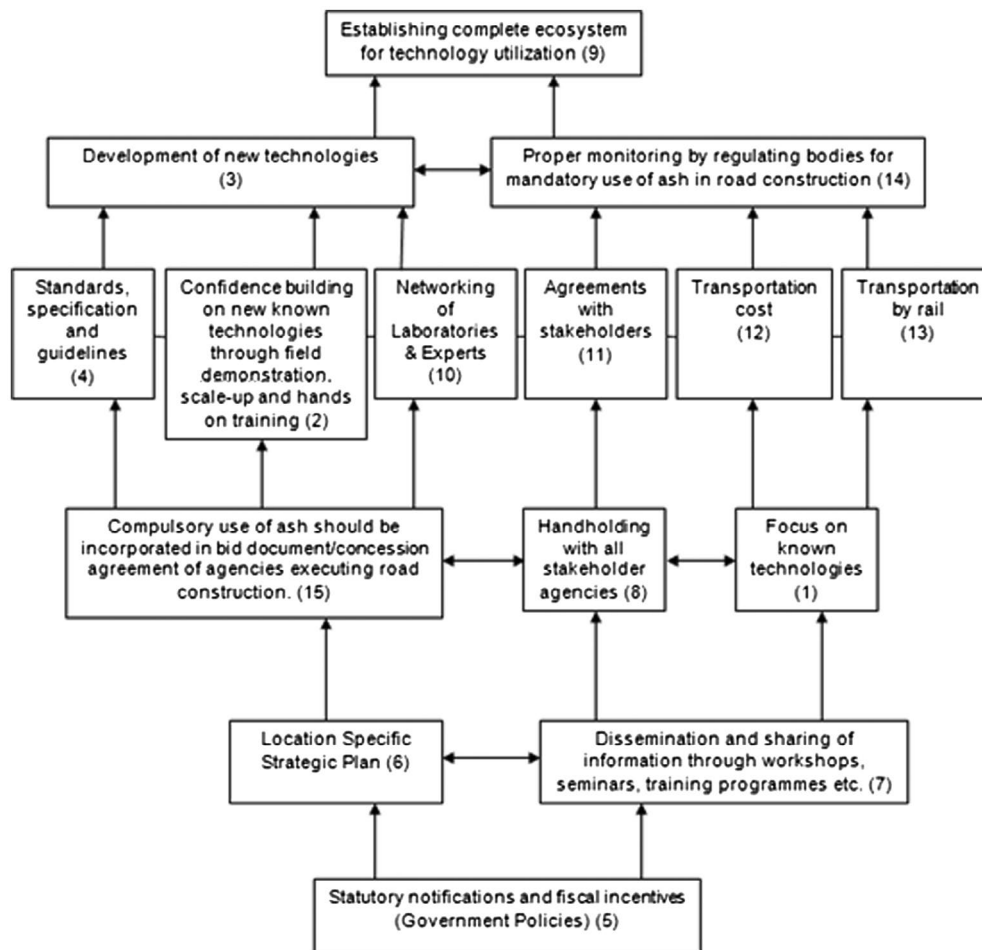 Establishing complete ecosystem
for technology utilization (9)
Development of new technologies
(3)
Proper monitoring by regulating bodies for
mandatory use of ash in road construction (14)
Standards,
specification
and
guidelines
(4)
Confidence building
on new known
technologies
through field
demonstration,
scale-up and hands
on training (2)
Networking
of
Laboratories
& Experts
(10)
Agreements
with
stakeholders
(11)
Transportation
cost
(12)
Transportation
by rail
(13)
Compulsory use of ash should be
incorporated in bid document/concession
agreement of agencies executing road
construction. (15)
Handholding
with all
stakeholder
agencies (8)
Focus on
known
technologies
(1)
Location Specific
Strategic Plan (6)
Dissemination and sharing of
information through workshops,
seminars, training programmes etc. (7)
Statutory notifications and fiscal incentives
(Government Policies) (5)